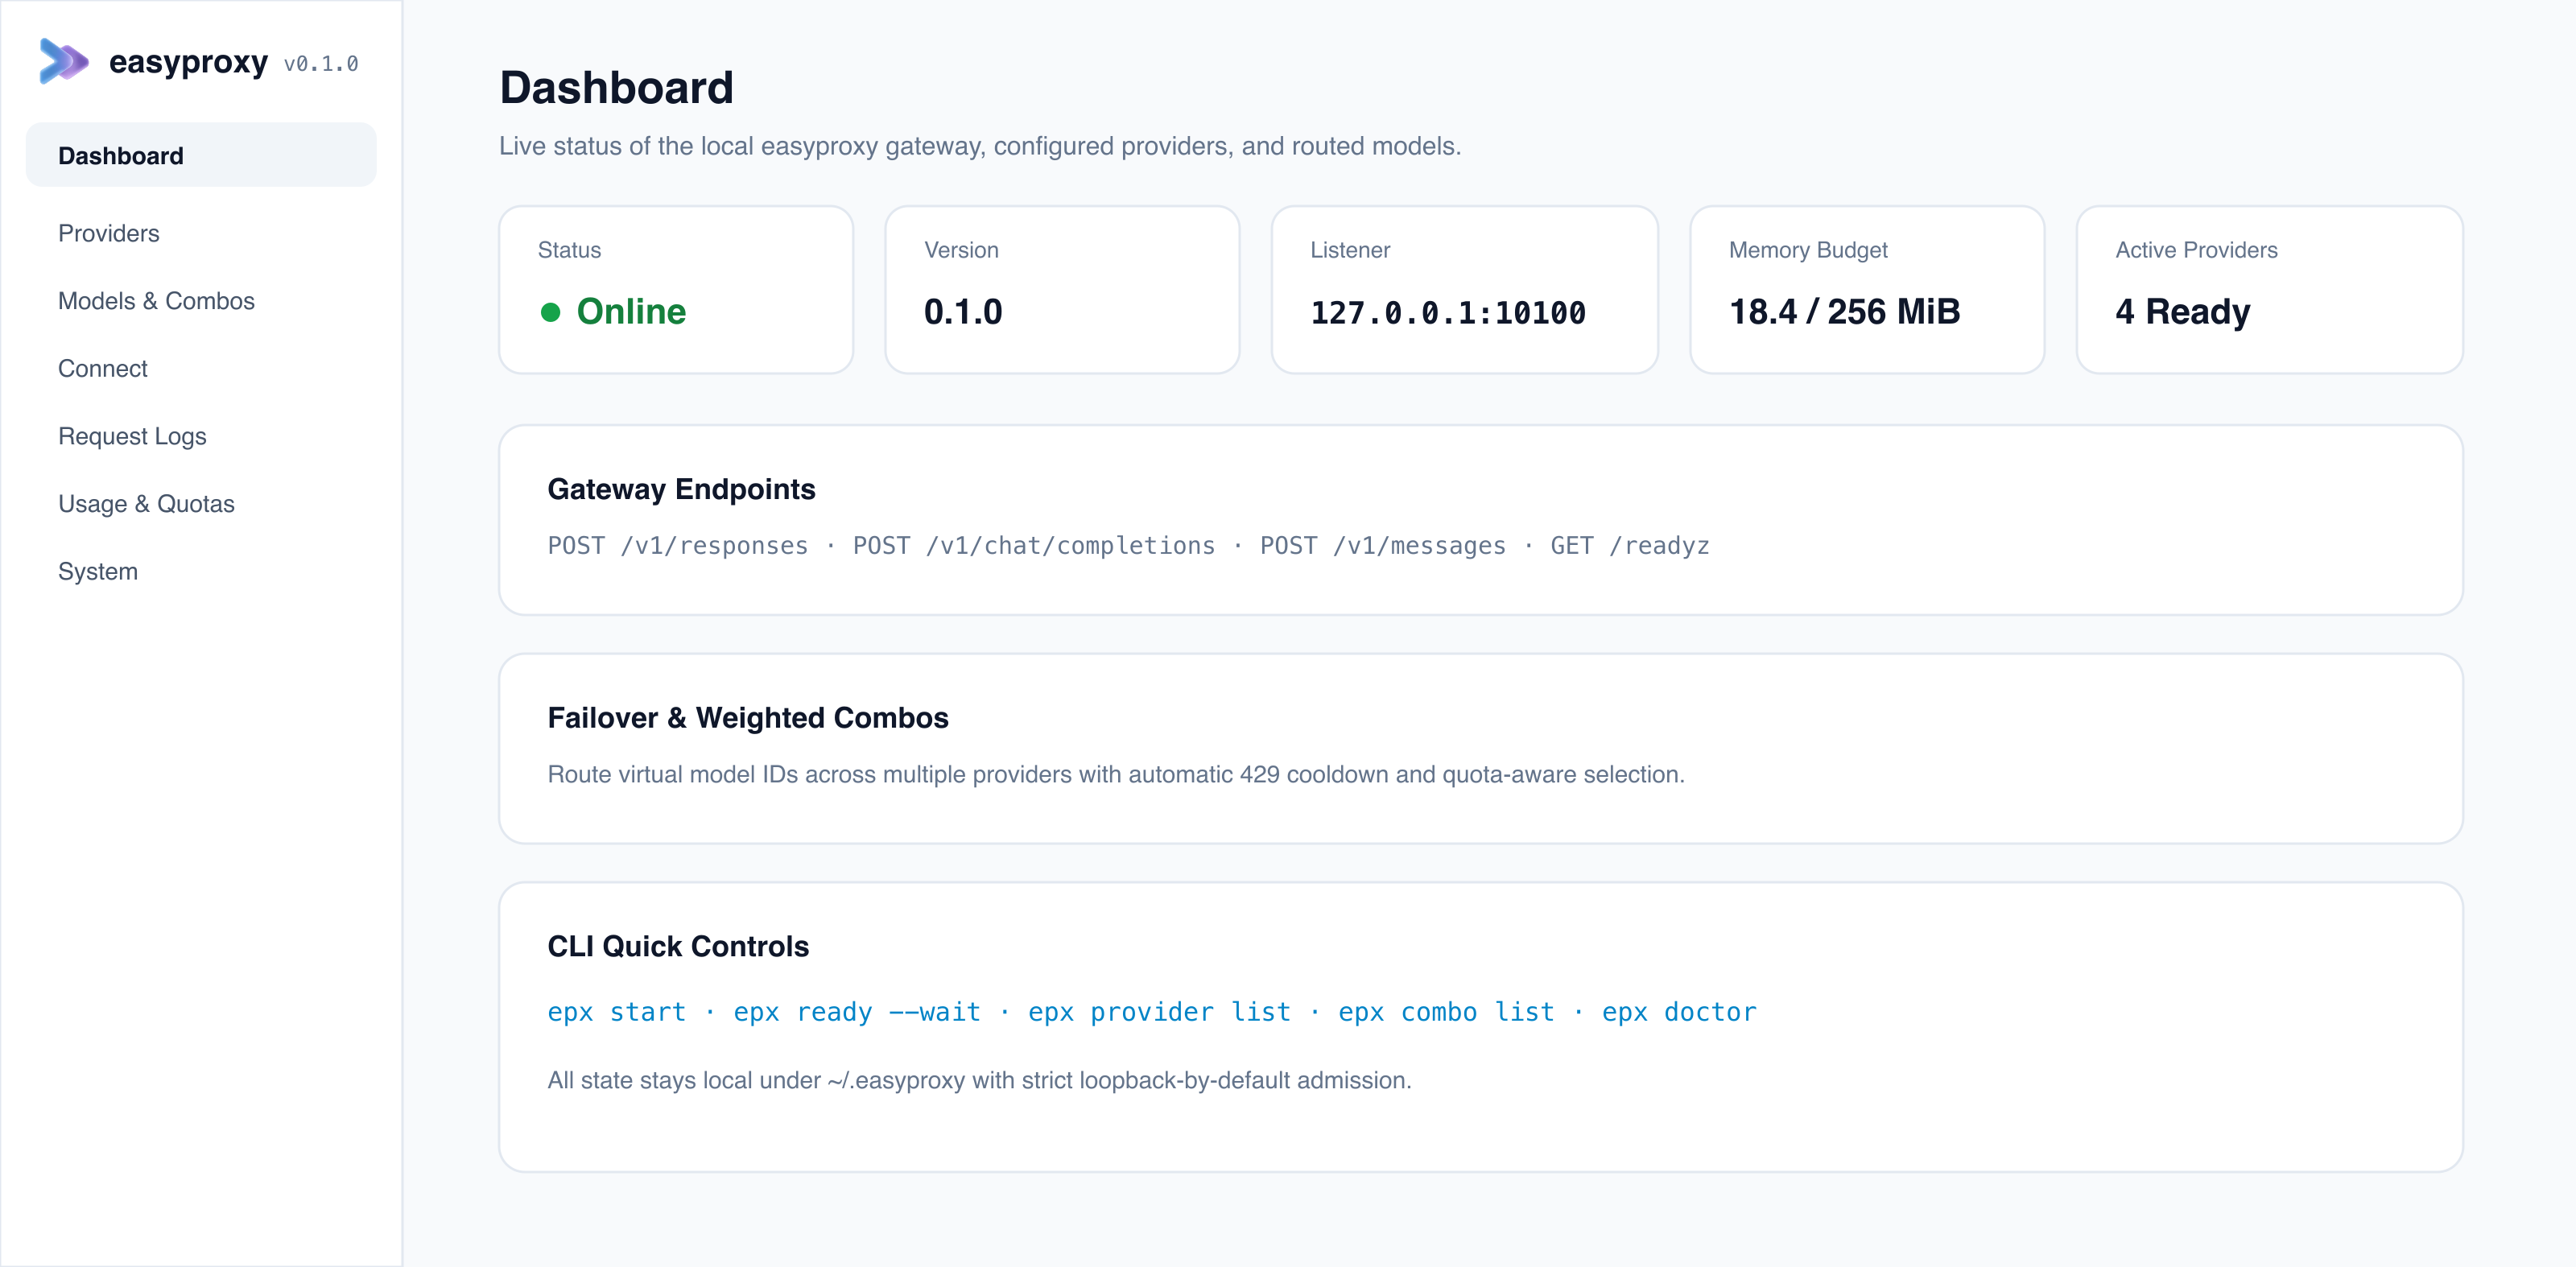 easyproxy v0.1.0
Dashboard
Providers
Models & Combos
Connect
Request Logs
Usage & Quotas
System
Dashboard
Live status of the local easyproxy gateway, configured providers, and routed models.
Status
Online
Version
0.1.0
Listener
127.0.0.1:10100
Memory Budget
18.4 / 256 MiB
Active Providers
4 Ready
Gateway Endpoints
POST /v1/responses · POST /v1/chat/completions · POST /v1/messages · GET /readyz
Failover & Weighted Combos
Route virtual model IDs across multiple providers with automatic 429 cooldown and quota-aware selection.
CLI Quick Controls
epx start · epx ready --wait · epx provider list · epx combo list · epx doctor
All state stays local under ~/.easyproxy with strict loopback-by-default admission.